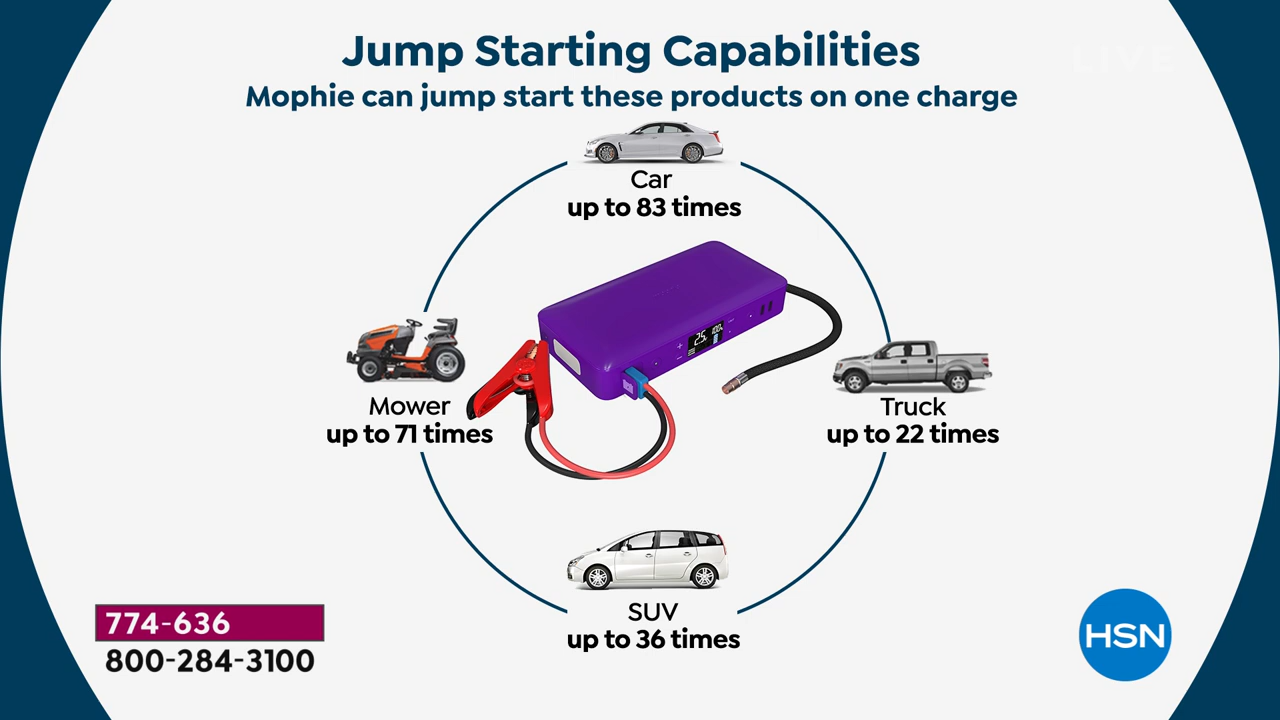 Jump Starting Capabilities
LIVE
Mophie can jump start these products on one charge
Car
up to 83 times
Mower
up to 71 times
Truck
up to 22 times
SUV
up to 36 times
774-636
800-284-3100
HSN